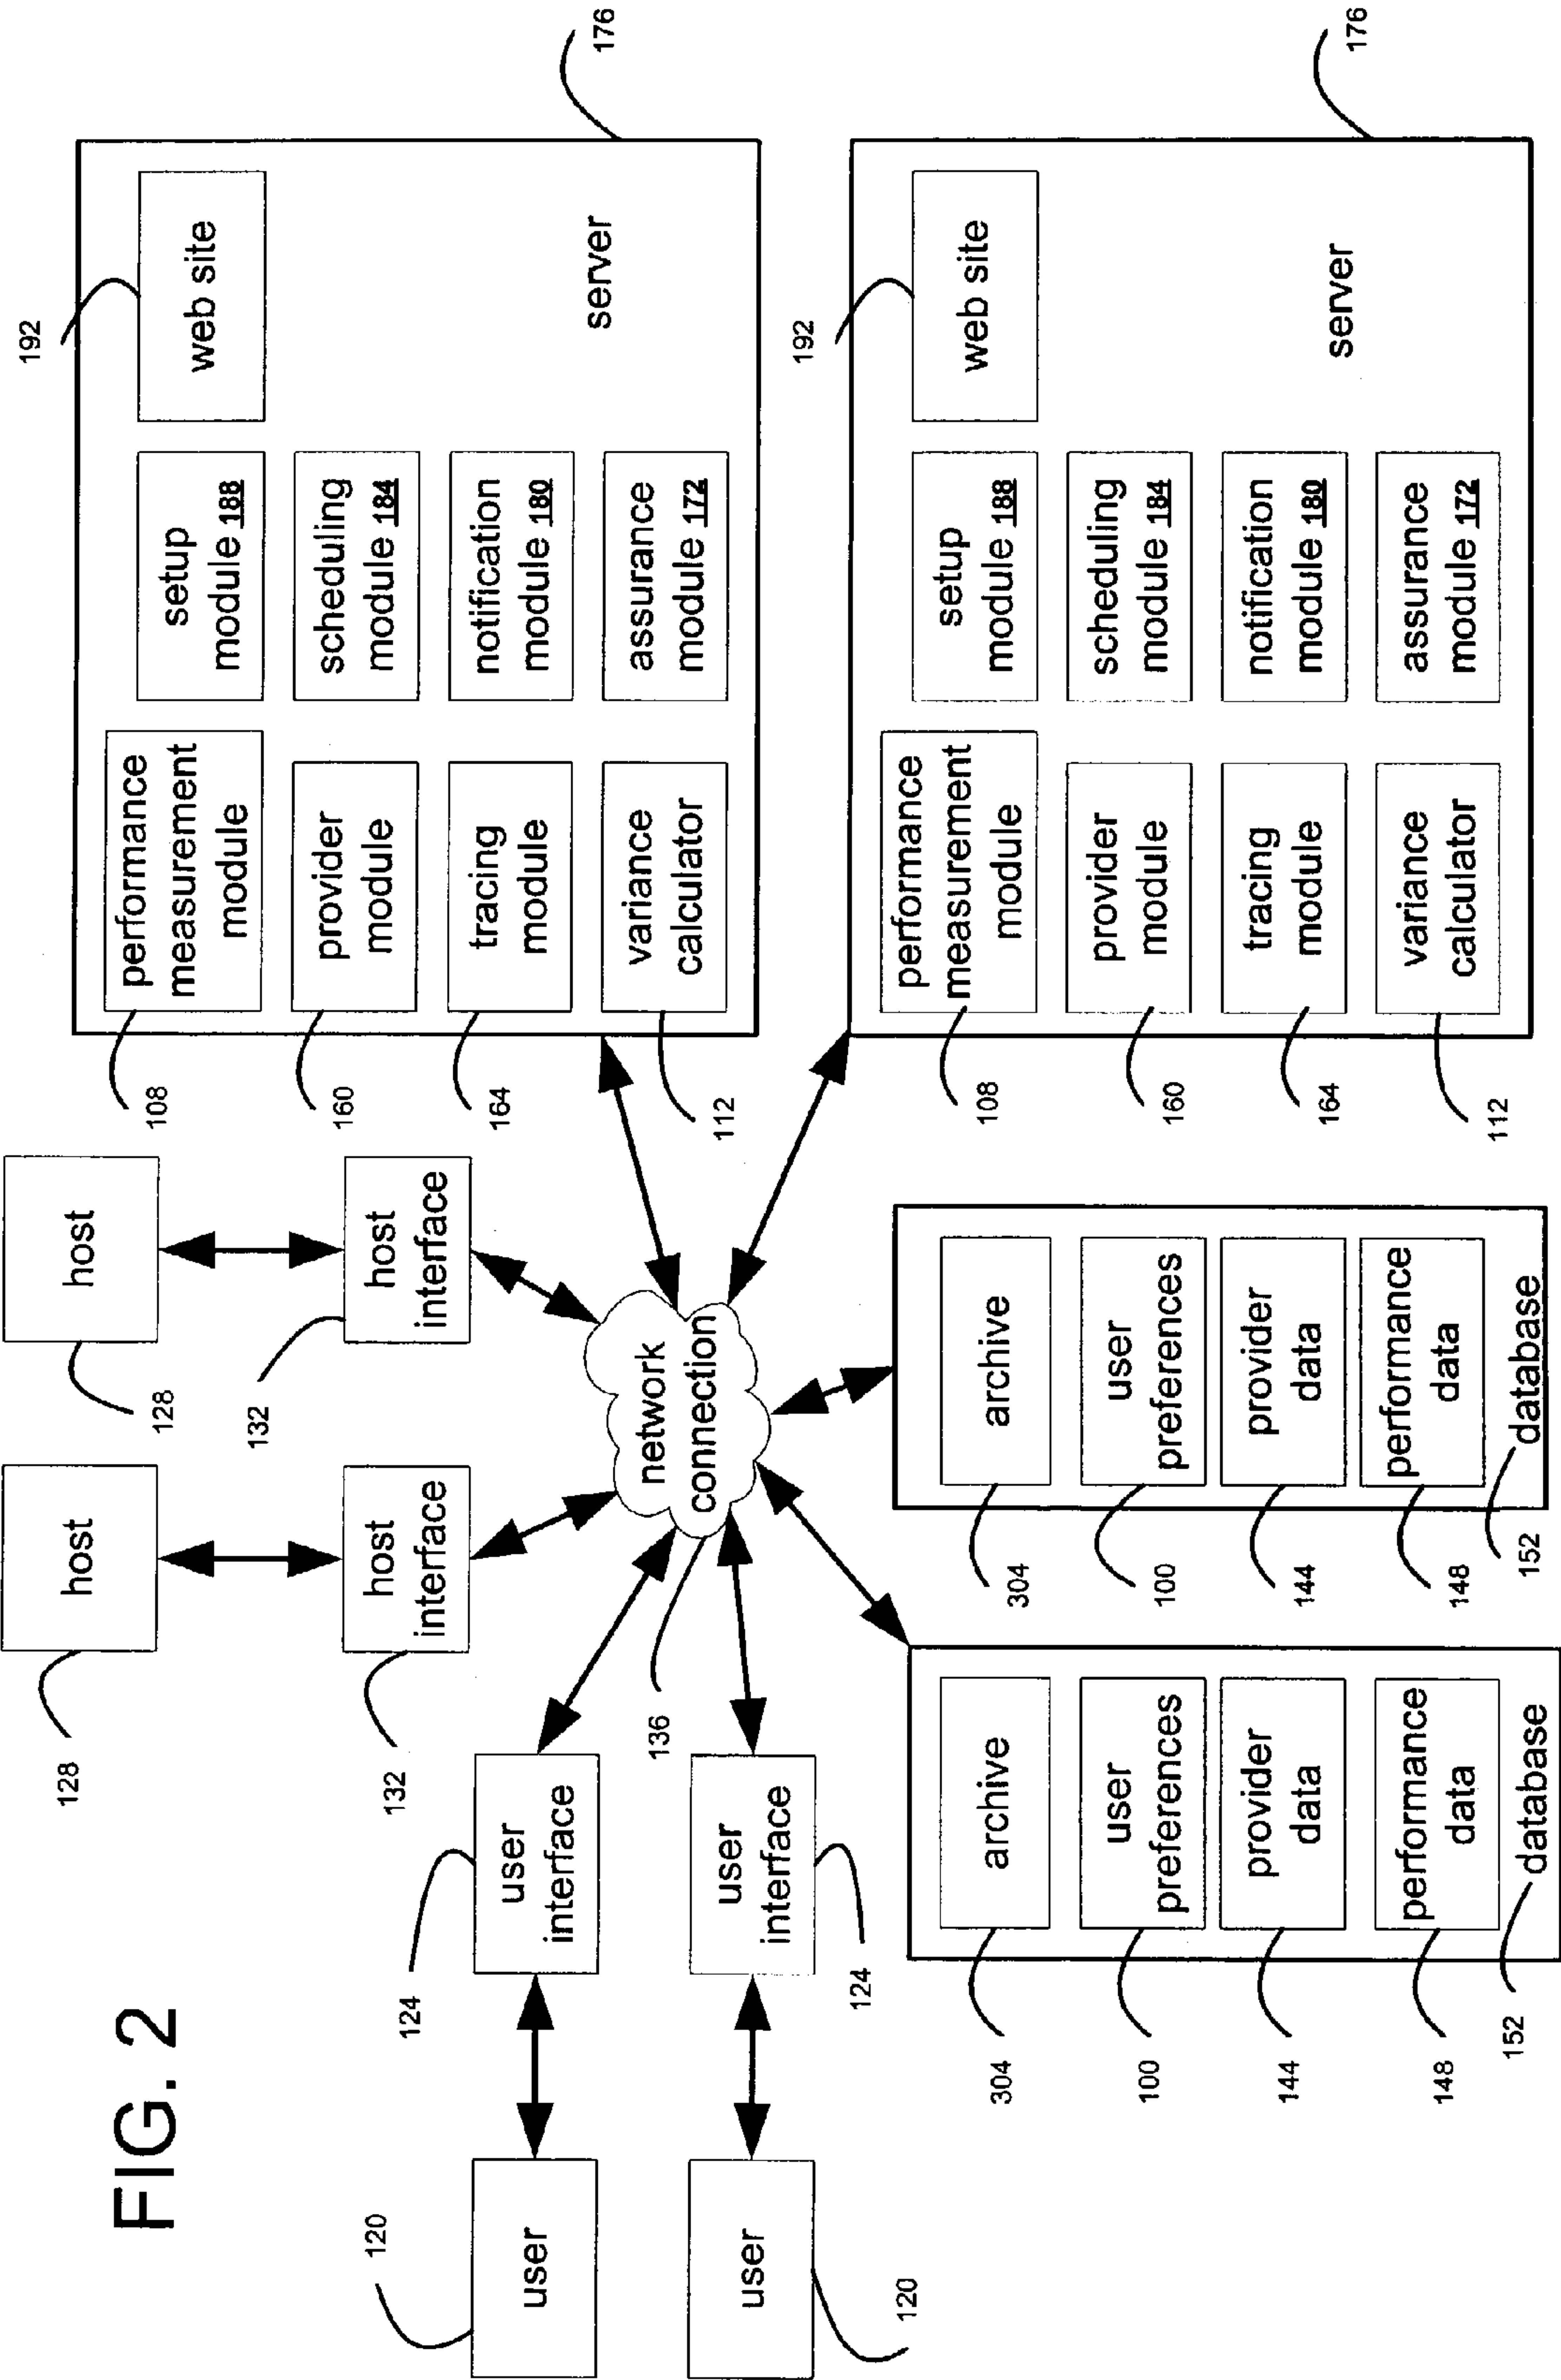 FIG. 2
128
host
128
host
132
host
interface
132
host
interface
120
user
124
user
interface
120
user
124
user
interface
136
network
connection
192
web site
176
setup
module 188
performance
measurement
module
108
scheduling
module 184
provider
module
160
notification
module 180
tracing
module
164
assurance
module 172
variance
calculator
112
server
192
web site
176
setup
module 188
performance
measurement
module
108
scheduling
module 184
provider
module
160
notification
module 180
tracing
module
164
assurance
module 172
variance
calculator
112
server
archive
304
user
preferences
100
provider
data
144
performance
data
148
database
152
archive
304
user
preferences
100
provider
data
144
performance
data
148
database
152